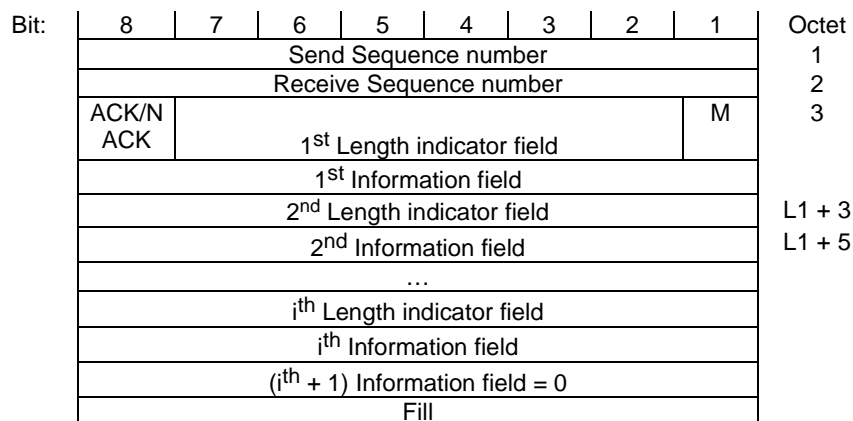 Bit: 8 7 6 5 4 3 2 1 Octet
Send Sequence number 1
Receive Sequence number 2
ACK/N M 3
ACK 1st Length indicator field
1st Information field
2nd Length indicator field L1 + 3
2nd Information field L1 + 5
…
ith Length indicator field
ith Information field
(ith + 1) Information field = 0
Fill